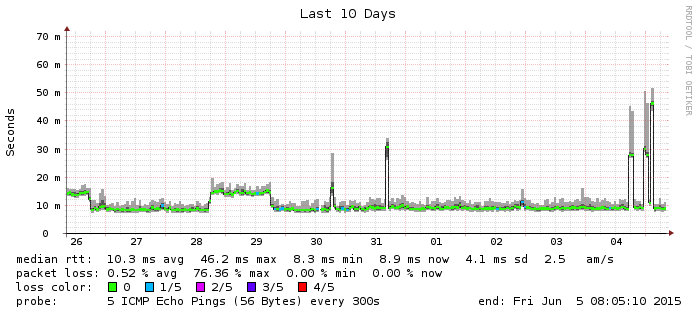 Last 10 Days
RRDTOOL / TOBI OETIKER
Seconds
70 m
60 m
50 m
40 m
30 m
20 m
10 m
0
26 27 28 29 30 31 01 02 03 04
median rtt: 10.3 ms avg 46.2 ms max 8.3 ms min 8.9 ms now 4.1 ms sd 2.5 am/s
packet loss: 0.52 % avg 76.36 % max 0.00 % min 0.00 % now
loss color: 0 1/5 2/5 3/5 4/5
probe: 5 ICMP Echo Pings (56 Bytes) every 300s end: Fri Jun 5 08:05:10 2015